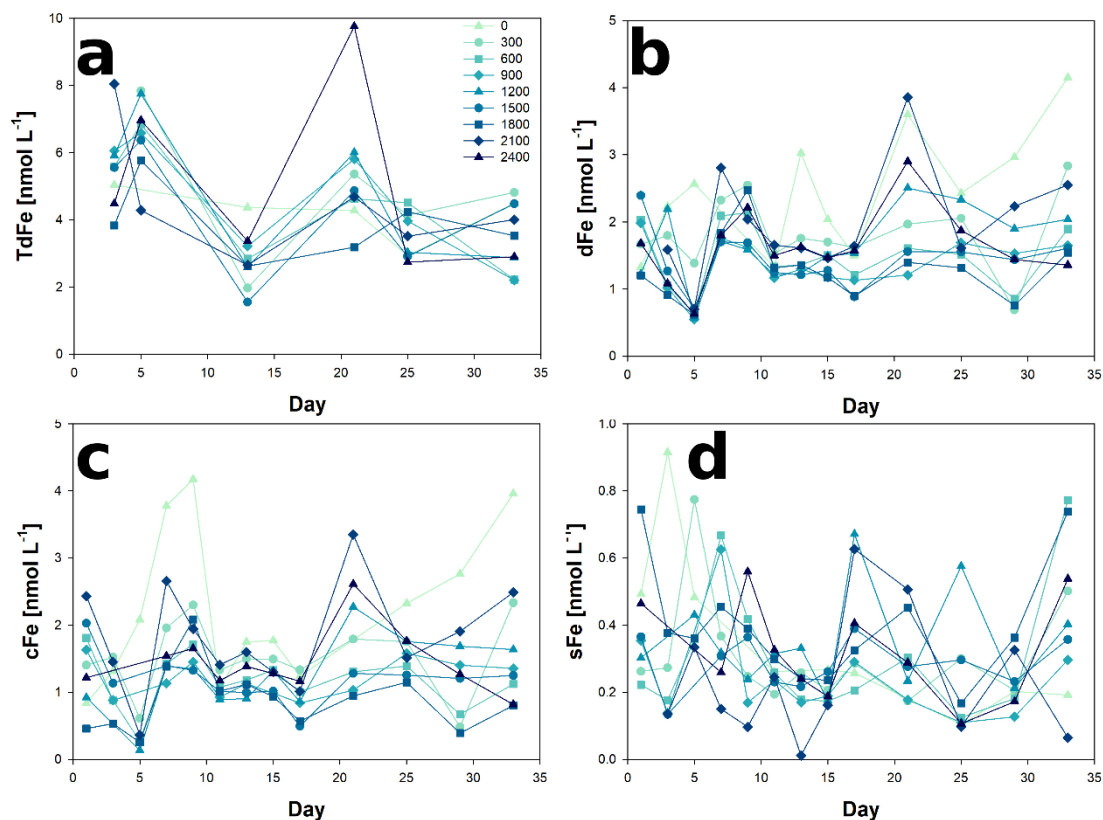 a
TdFe [nmol L-1]
10
8
6
4
2
0
0 5 10 15 20 25 30 35
Day
0
300
600
900
1200
1500
1800
2100
2400
b
dFe [nmol L-1]
5
4
3
2
1
0
0 5 10 15 20 25 30 35
Day
c
cFe [nmol L-1]
5
4
3
2
1
0
0 5 10 15 20 25 30 35
Day
d
sFe [nmol L-1]
1.0
0.8
0.6
0.4
0.2
0.0
0 5 10 15 20 25 30 35
Day